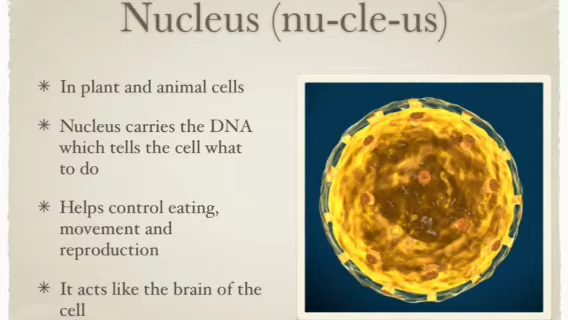 Nucleus (nu-cle-us)
✳ In plant and animal cells
✳ Nucleus carries the DNA
which tells the cell what
to do
✳ Helps control eating,
movement and
reproduction
✳ It acts like the brain of the
cell